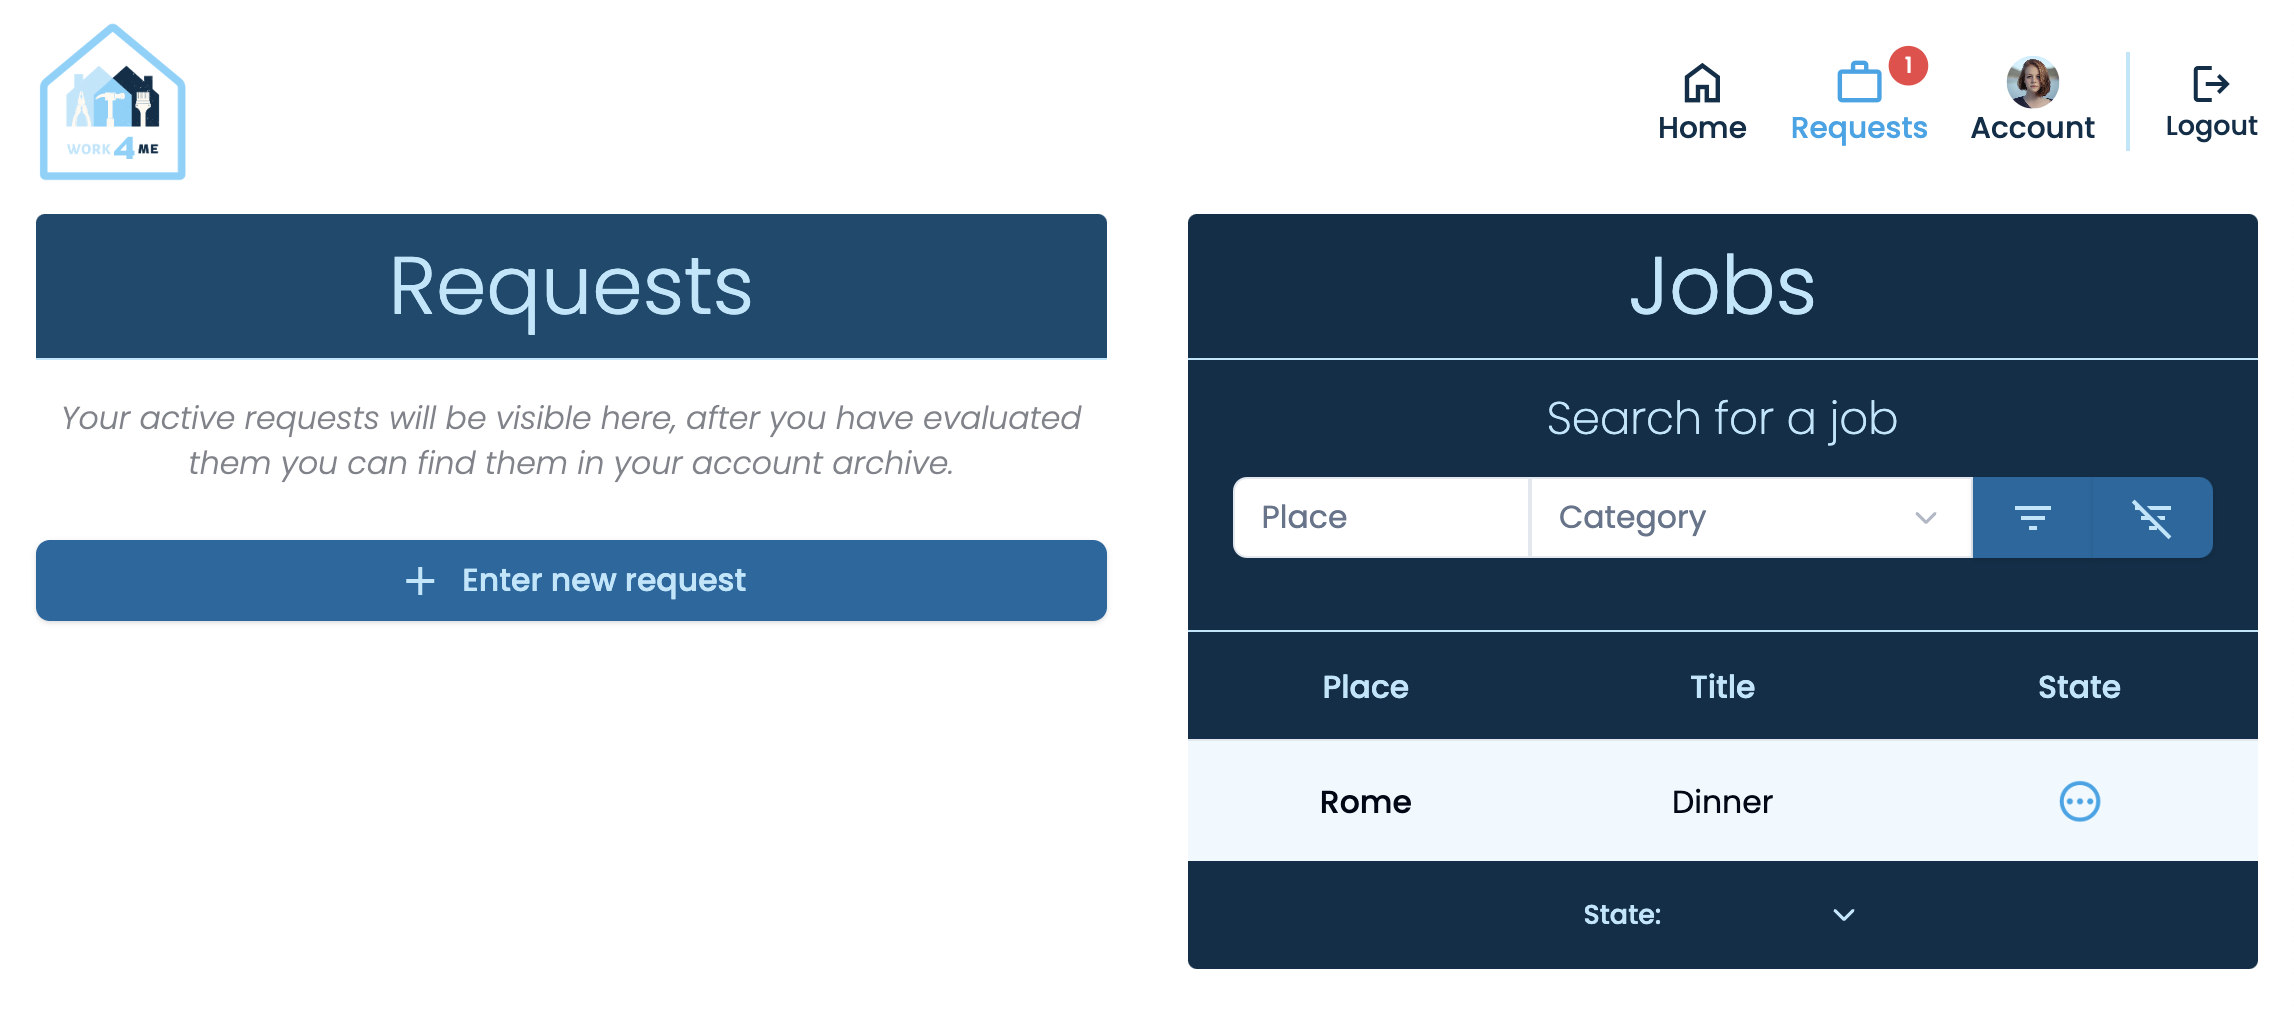 WORK 4 ME
Home
Requests
1
Account
Logout
Requests
Your active requests will be visible here, after you have evaluated
them you can find them in your account archive.
Enter new request
Jobs
Search for a job
Place Category
Place Title State
Rome Dinner
State: